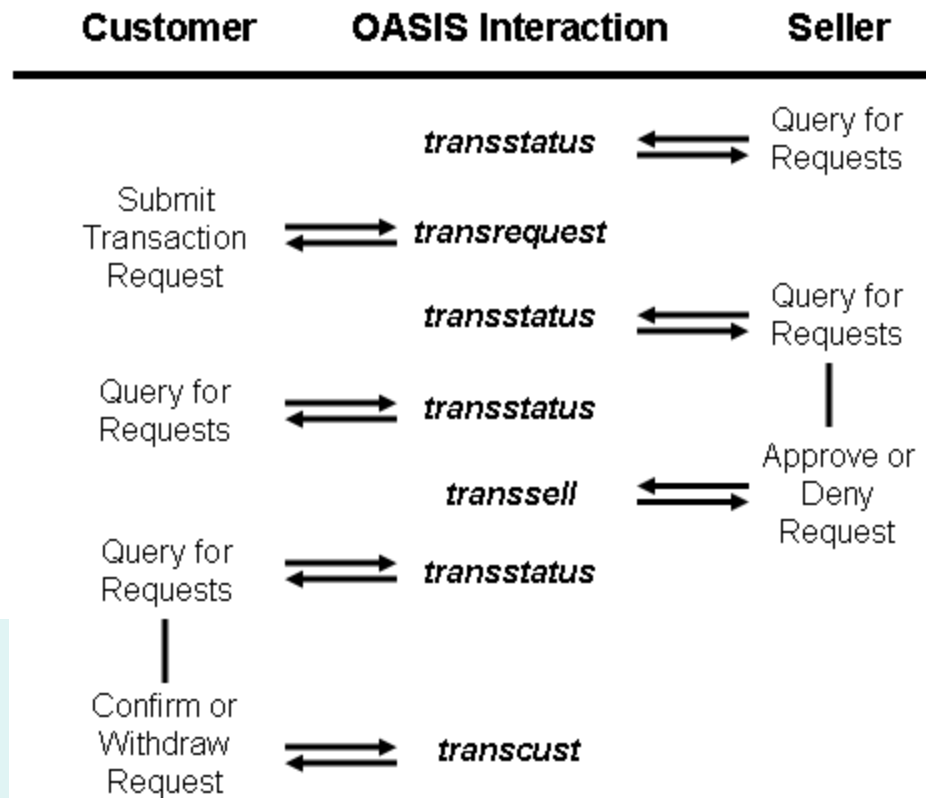 Customer OASIS Interaction Seller
transstatus
Query for
Requests
Submit
Transaction
Request
transrequest
transstatus
Query for
Requests
Query for
Requests
transstatus
transsell
Approve or
Deny
Request
Query for
Requests
transstatus
Confirm or
Withdraw
Request
transcust